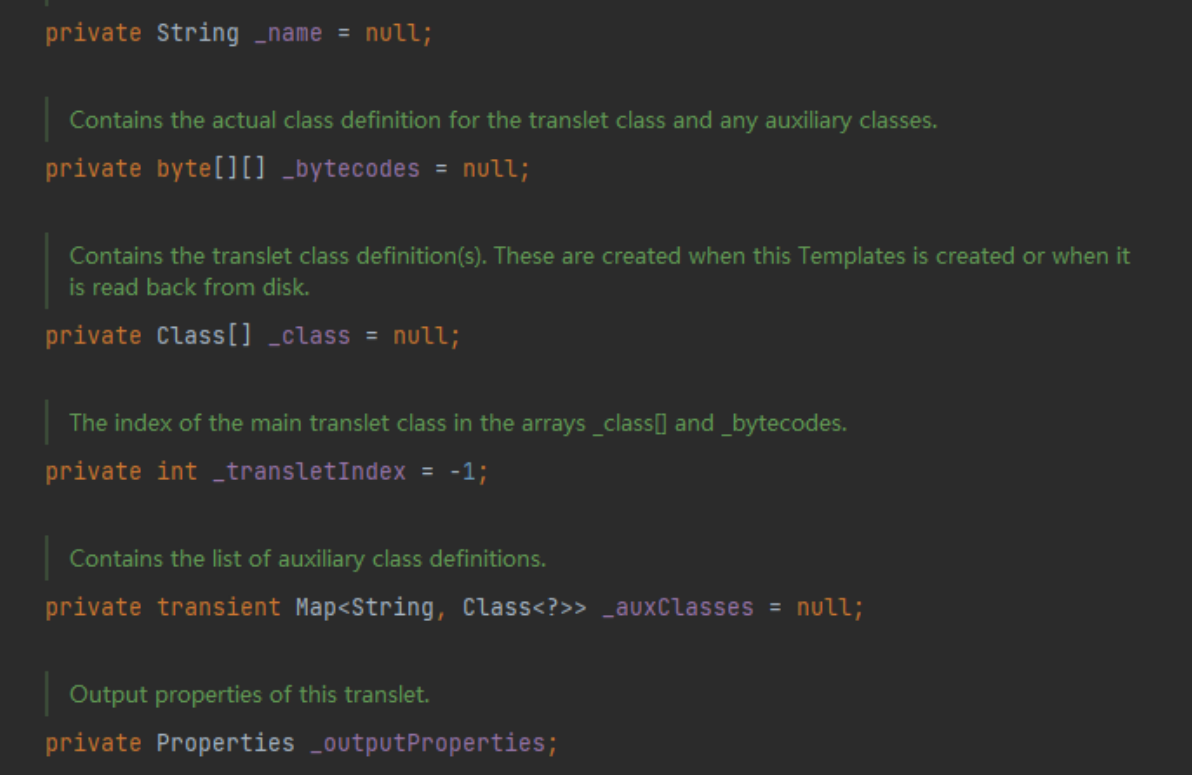 private String _name = null;
Contains the actual class definition for the translet class and any auxiliary classes.
private byte[][] _bytecodes = null;
Contains the translet class definition(s). These are created when this Templates is created or when it
is read back from disk.
private Class[] _class = null;
The index of the main translet class in the arrays _class[] and _bytecodes.
private int _transletIndex = -1;
Contains the list of auxiliary class definitions.
private transient Map<String, Class<?>> _auxClasses = null;
Output properties of this translet.
private Properties _outputProperties;